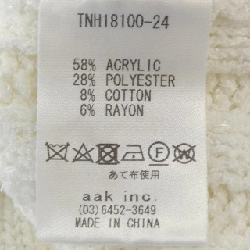 TNHI8100-24
58% ACRYLIC
28% POLYESTER
8% COTTON
6% RAYON
あて布使用
aak inc.
(03)6452-3649
MADE IN CHINA